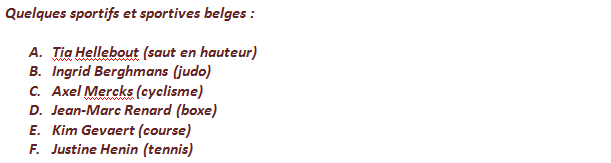 Quelques sportifs et sportives belges :
A. Tia Hellebout (saut en hauteur)
B. Ingrid Berghmans (judo)
C. Axel Mercks (cyclisme)
D. Jean-Marc Renard (boxe)
E. Kim Gevaert (course)
F. Justine Henin (tennis)